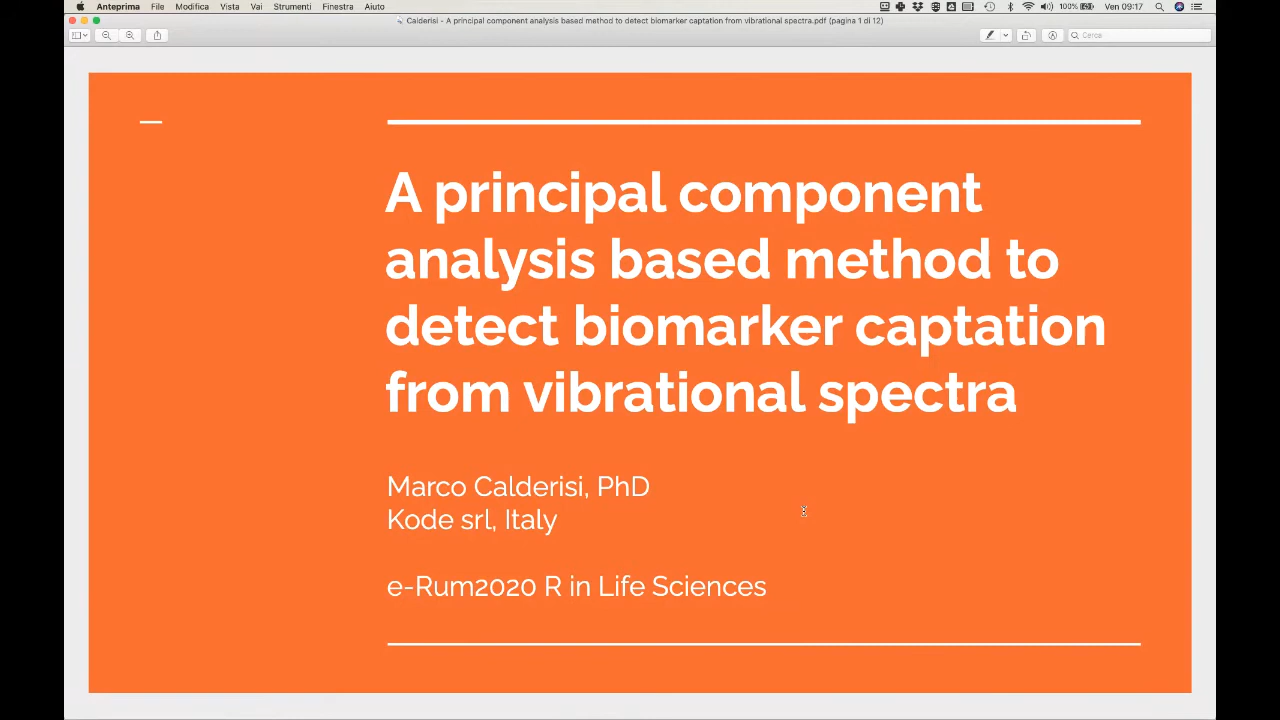 Anteprima File Modifica Vista Vai Strumenti Finestra Aiuto 100% Ven 09:17
Calderisi - A principal component analysis based method to detect biomarker captation from vibrational spectra.pdf (pagina 1 di 12)
Cerca
A principal component
analysis based method to
detect biomarker captation
from vibrational spectra
Marco Calderisi, PhD
Kode srl, Italy
e-Rum2020 R in Life Sciences